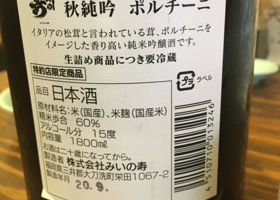 秋純吟 ポルチーニ
イタリアの松茸と言われている茸、ポルチーニを
イメージした香り高い純米吟醸酒です。
生詰め商品につき要冷蔵
特約店限定商品
品目 日本酒
原材料名:米(国産)、米麹(国産米)
精米歩合 60%
アルコール分 15度
内容量 1800ml
お酒は二十歳になってから。
製造者 株式会社みいの寿
福岡県三井郡大刀洗町栄田1067-2
製造年月 20.9.
プラ
ラベル
4510710013246